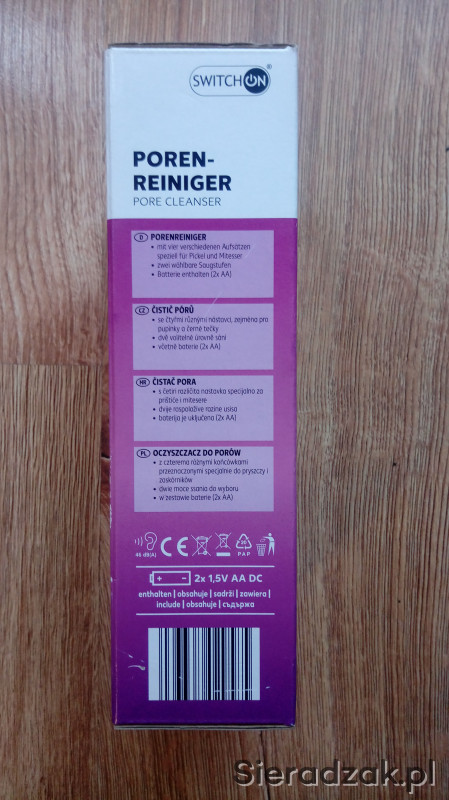 SWITCH ON®
POREN-
REINIGER
PORE CLEANSER
D PORENREINIGER
• mit vier verschiedenen Aufsätzen
speziell für Pickel und Mitesser
• zwei wählbare Saugstufen
• Batterie enthalten (2x AA)
CZ ČISTIČ PÓRŮ
• se čtyřmi různými nástavci, zejména pro
pupínky a černé tečky
• dvě volitelné úrovně sání
• včetně baterie (2x AA)
HR ČISTAČ PORA
• s četiri različita nastavka specijalno za
prištiće i mitesere
• dvije raspoložive razine usisa
• baterija je uključena (2x AA)
PL OCZYSZCZACZ DO PORÓW
• z czterema różnymi końcówkami
przeznaczonymi specjalnie do pryszczy i
zaskórników
• dwie moce ssania do wyboru
• w zestawie baterie (2x AA)
46 dB(A) CE 20 PAP
+ - 2x 1,5V AA DC
enthalten | obsahuje | sadrži | zawiera |
include | obsahuje | съдържа
Sieradzak.pl